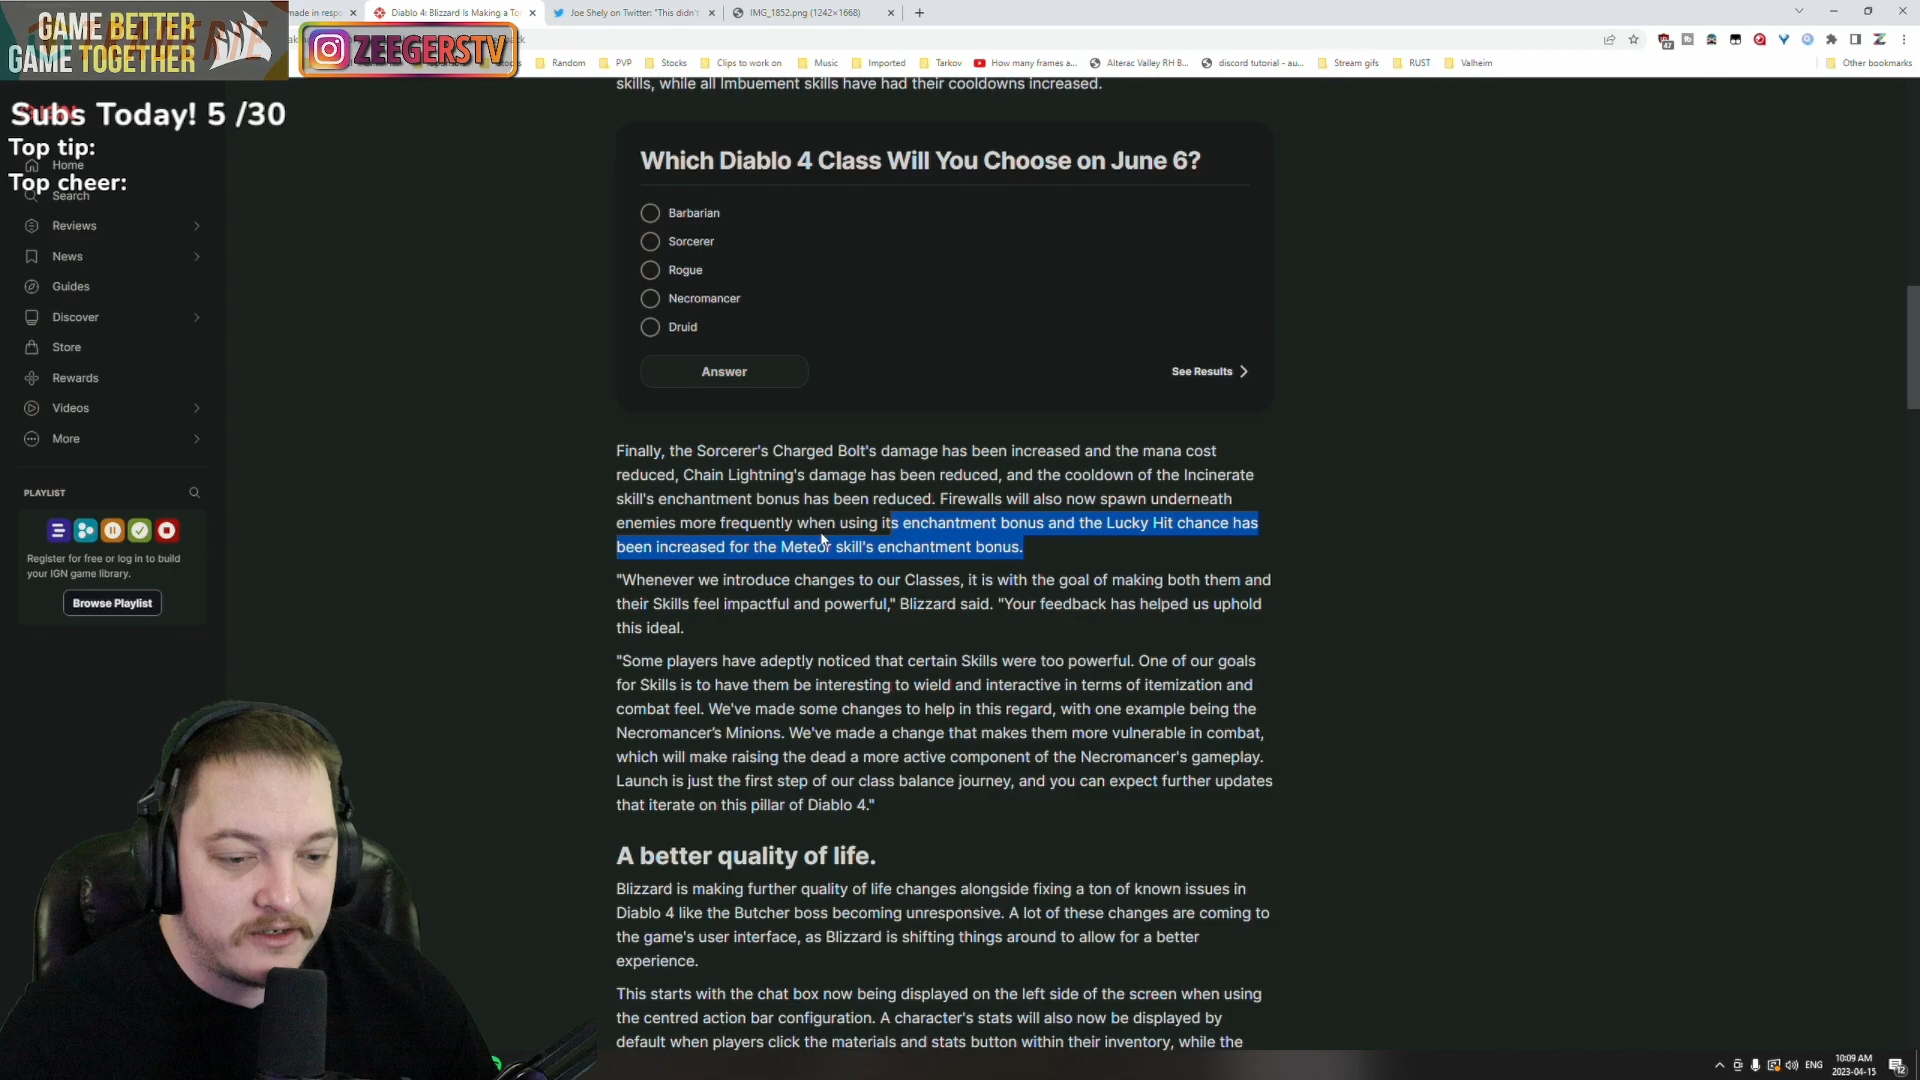 made in respo
Diablo 4: Blizzard Is Making a To
Joe Shely on Twitter: "This didn't
IMG_1852.png (1242×1668)
GAME BETTER
GAME TOGETHER
ZEEGERSTV
Random
PVP
Stocks
Clips to work on
Music
Imported
Tarkov
How many frames a...
Alterac Valley RH B...
discord tutorial - au...
Stream gifs
RUST
Valheim
Other bookmarks
Subs Today! 5 /30
Top tip:
Home
Top cheer:
Search
Reviews
News
Guides
Discover
Store
Rewards
Videos
More
PLAYLIST
Register for free or log in to build
your IGN game library.
Browse Playlist
skills, while all Imbuement skills have had their cooldowns increased.
Which Diablo 4 Class Will You Choose on June 6?
Barbarian
Sorcerer
Rogue
Necromancer
Druid
Answer
See Results
Finally, the Sorcerer's Charged Bolt's damage has been increased and the mana cost
reduced, Chain Lightning's damage has been reduced, and the cooldown of the Incinerate
skill's enchantment bonus has been reduced. Firewalls will also now spawn underneath
enemies more frequently when using its enchantment bonus and the Lucky Hit chance has
been increased for the Meteor skill's enchantment bonus.
"Whenever we introduce changes to our Classes, it is with the goal of making both them and
their Skills feel impactful and powerful," Blizzard said. "Your feedback has helped us uphold
this ideal.
"Some players have adeptly noticed that certain Skills were too powerful. One of our goals
for Skills is to have them be interesting to wield and interactive in terms of itemization and
combat feel. We've made some changes to help in this regard, with one example being the
Necromancer's Minions. We've made a change that makes them more vulnerable in combat,
which will make raising the dead a more active component of the Necromancer's gameplay.
Launch is just the first step of our class balance journey, and you can expect further updates
that iterate on this pillar of Diablo 4."
A better quality of life.
Blizzard is making further quality of life changes alongside fixing a ton of known issues in
Diablo 4 like the Butcher boss becoming unresponsive. A lot of these changes are coming to
the game's user interface, as Blizzard is shifting things around to allow for a better
experience.
This starts with the chat box now being displayed on the left side of the screen when using
the centred action bar configuration. A character's stats will also now be displayed by
default when players click the materials and stats button within their inventory, while the
ENG
10:09 AM
2023-04-15